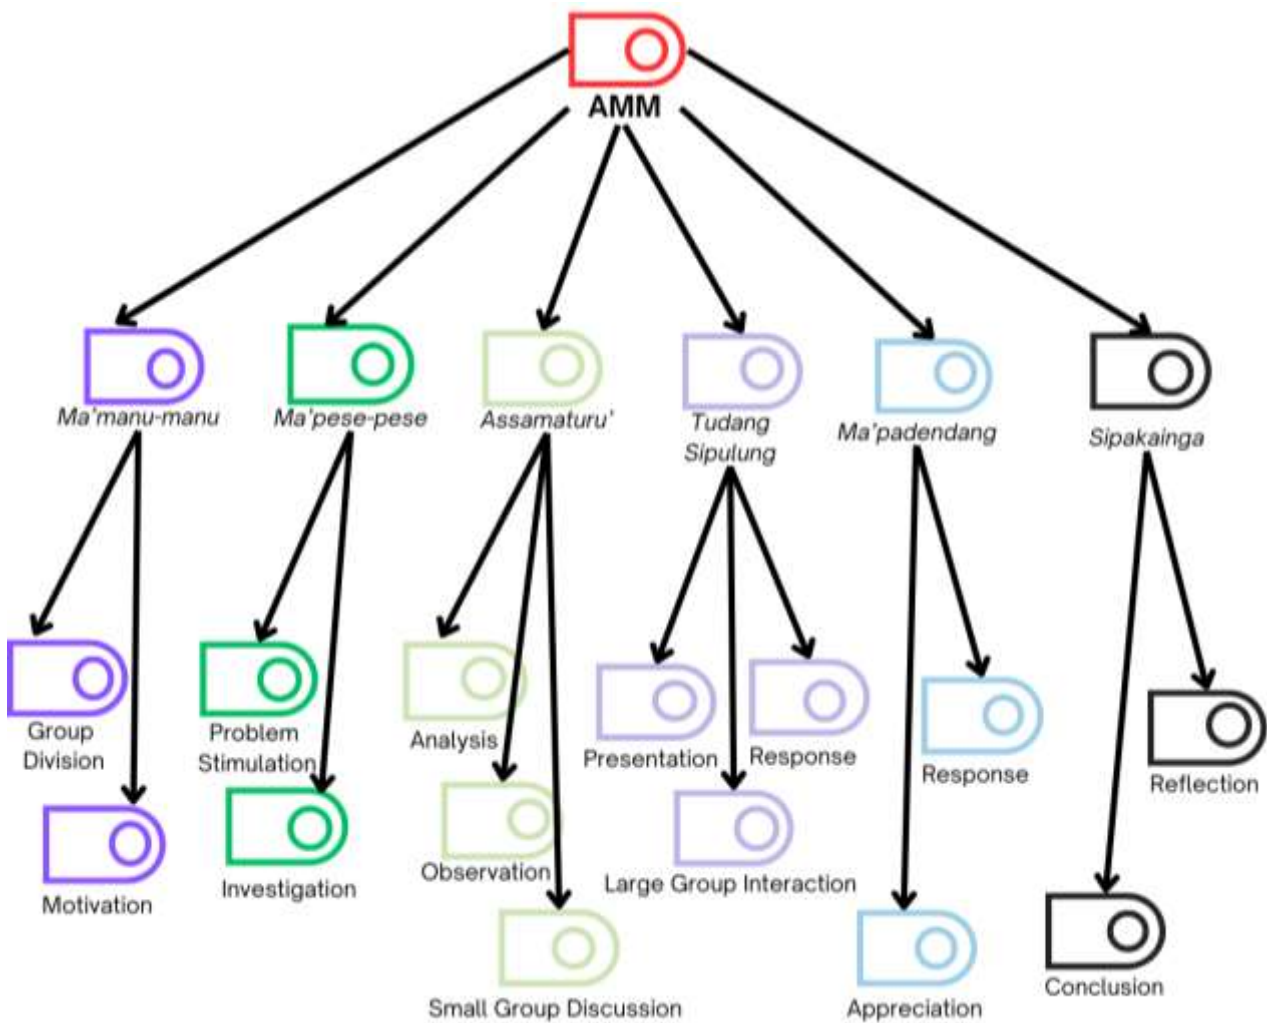 AMM
Ma'manu-manu
Ma'pese-pese
Assamaturu'
Tudang
Sipulung
Ma'padendang
Sipakainga
Group
Division
Motivation
Problem
Stimulation
Investigation
Analysis
Observation
Small Group Discussion
Presentation
Response
Large Group Interaction
Response
Appreciation
Reflection
Conclusion